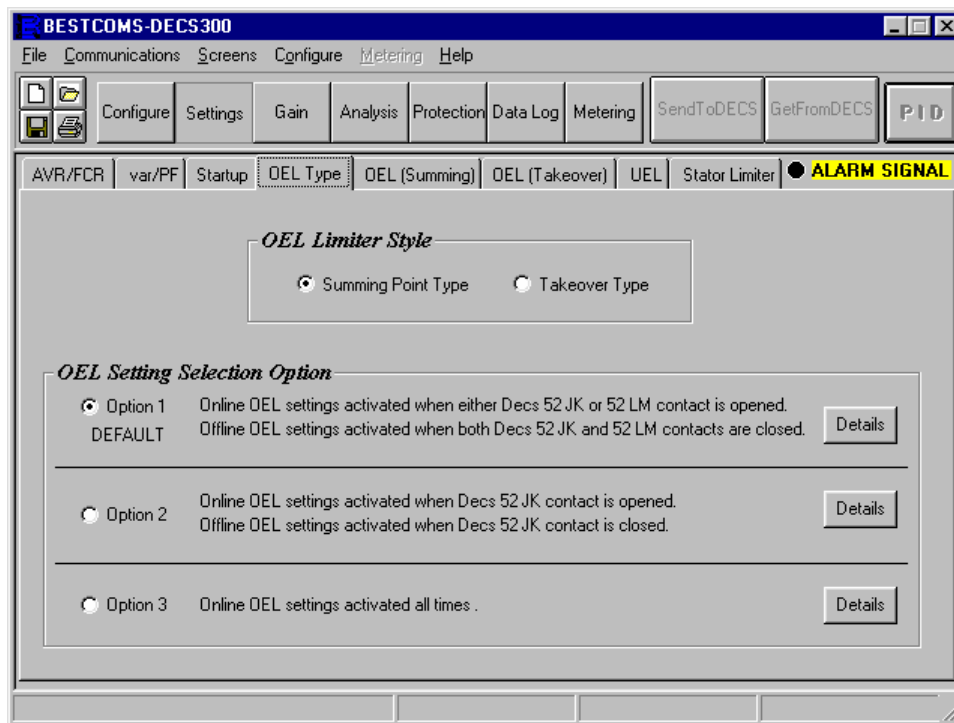 BESTCOMS-DECS300
File Communications Screens Configure Metering Help
Configure Settings Gain Analysis Protection Data Log Metering SendToDECS GetFromDECS PID
AVR/FCR var/PF Startup OEL Type OEL (Summing) OEL (Takeover) UEL Stator Limiter ALARM SIGNAL
OEL Limiter Style
Summing Point Type Takeover Type
OEL Setting Selection Option
Option 1 Online OEL settings activated when either Decs 52 JK or 52 LM contact is opened.
DEFAULT Offline OEL settings activated when both Decs 52 JK and 52 LM contacts are closed.
Details
Option 2 Online OEL settings activated when Decs 52 JK contact is opened.
Offline OEL settings activated when Decs 52 JK contact is closed.
Details
Option 3 Online OEL settings activated all times .
Details